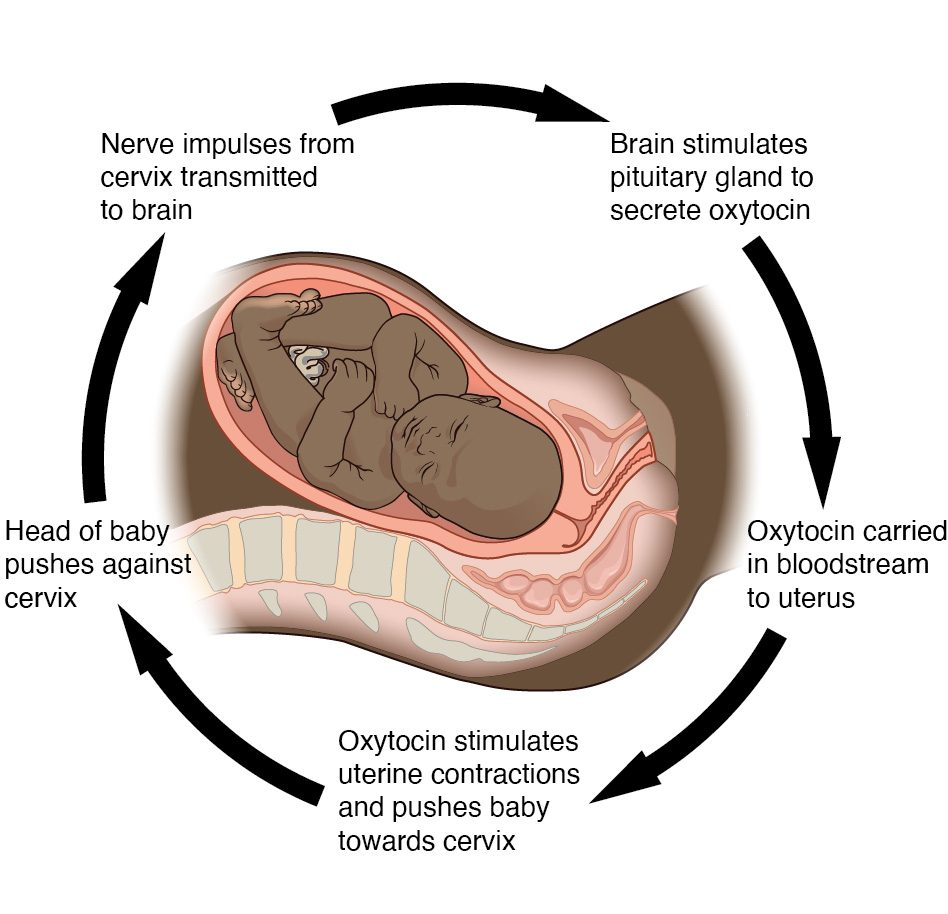 Nerve impulses from
cervix transmitted
to brain
Brain stimulates
pituitary gland to
secrete oxytocin
Oxytocin carried
in bloodstream
to uterus
Oxytocin stimulates
uterine contractions
and pushes baby
towards cervix
Head of baby
pushes against
cervix